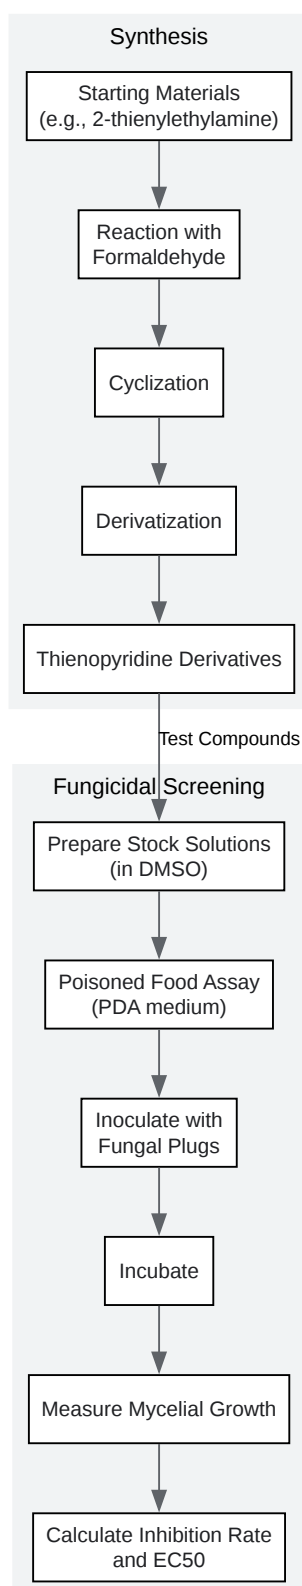 Synthesis
Starting Materials
(e.g., 2-thienylethylamine)
Reaction with
Formaldehyde
Cyclization
Derivatization
Thienopyridine Derivatives
Test Compounds
Fungicidal Screening
Prepare Stock Solutions
(in DMSO)
Poisoned Food Assay
(PDA medium)
Inoculate with
Fungal Plugs
Incubate
Measure Mycelial Growth
Calculate Inhibition Rate
and EC50